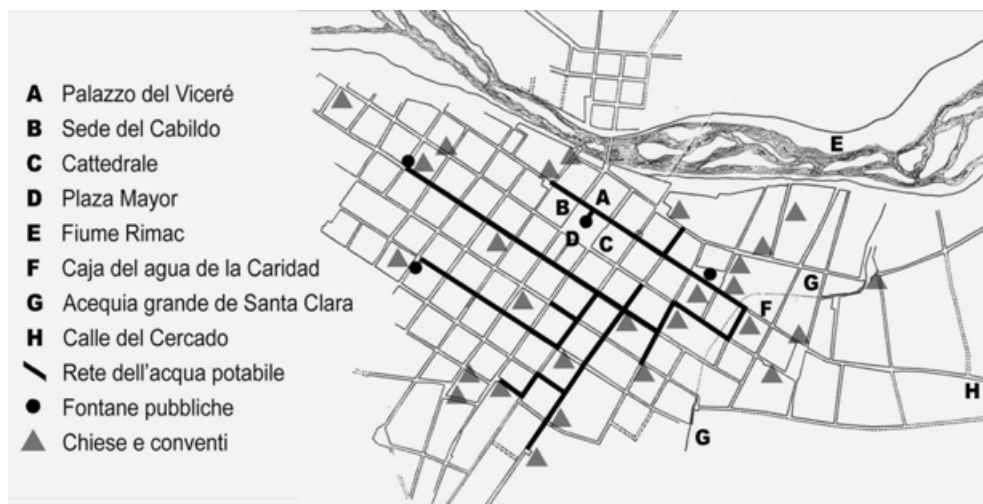 A Palazzo del Viceré
B Sede del Cabildo
C Cattedrale
D Plaza Mayor
E Fiume Rimac
F Caja del agua de la Caridad
G Acequia grande de Santa Clara
H Calle del Cercado
Rete dell'acqua potabile
Fontane pubbliche
Chiese e conventi
E
A
B
D
C
G
F
H
G